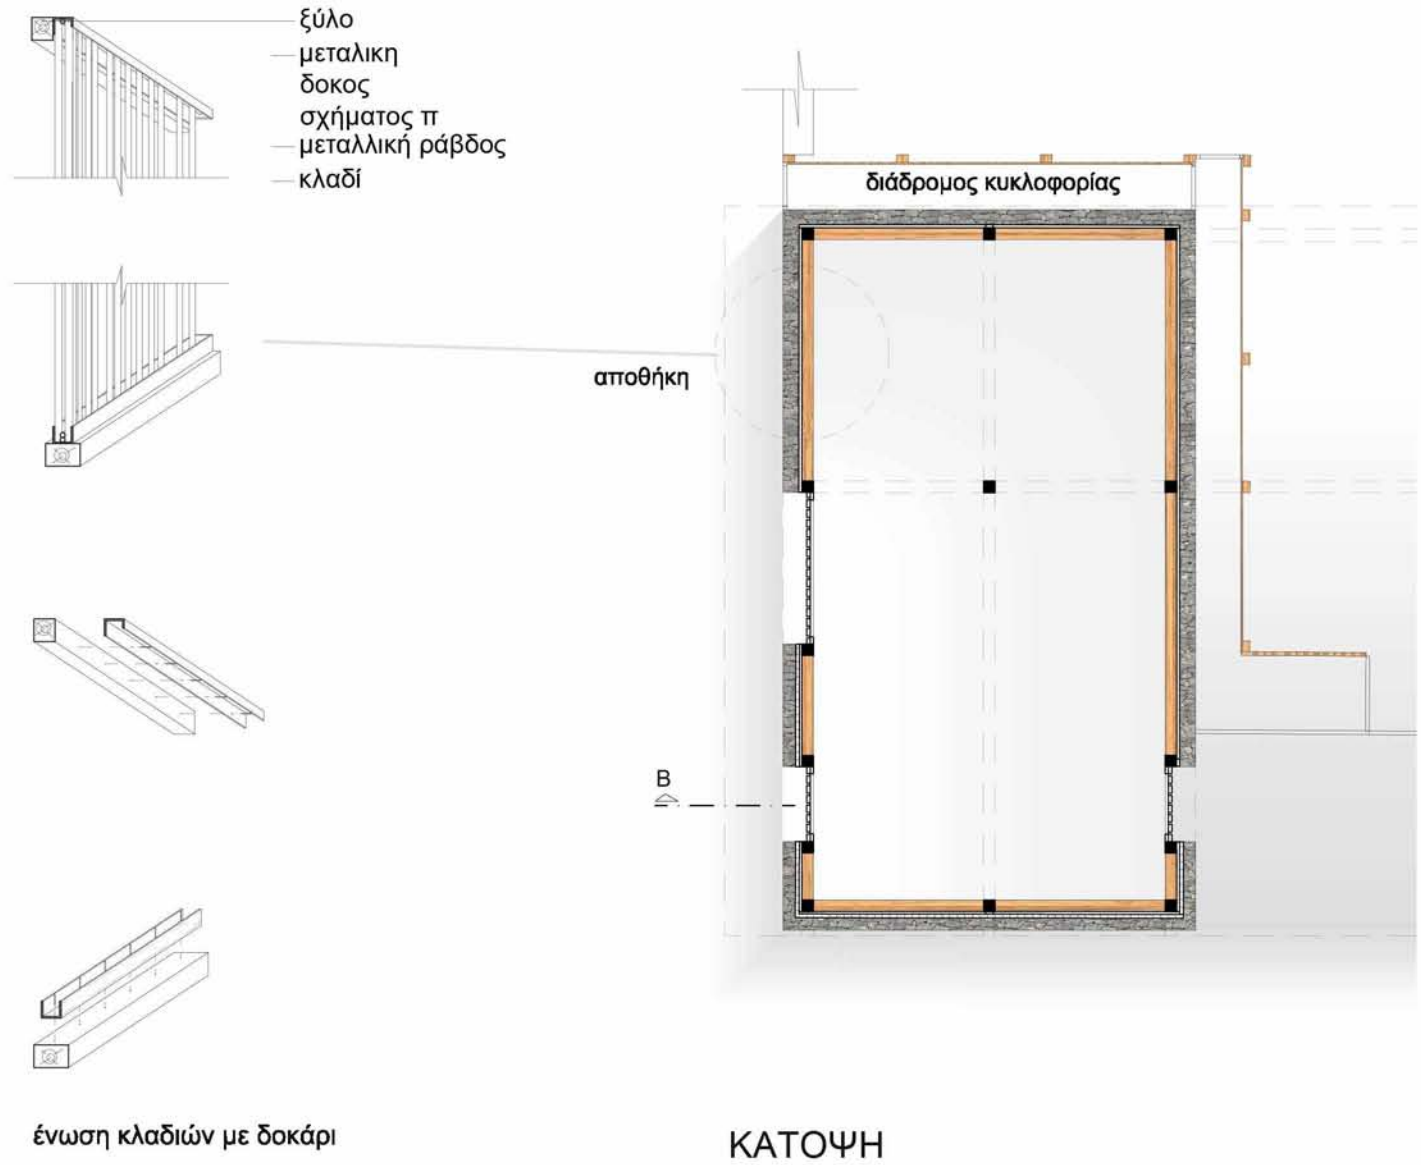 ξύλο
μεταλικη
δοκος
σχήματος π
μεταλλική ράβδος
κλαδί
διάδρομος κυκλοφορίας
αποθήκη
B
ένωση κλαδιών με δοκάρι
ΚΑΤΟΨΗ